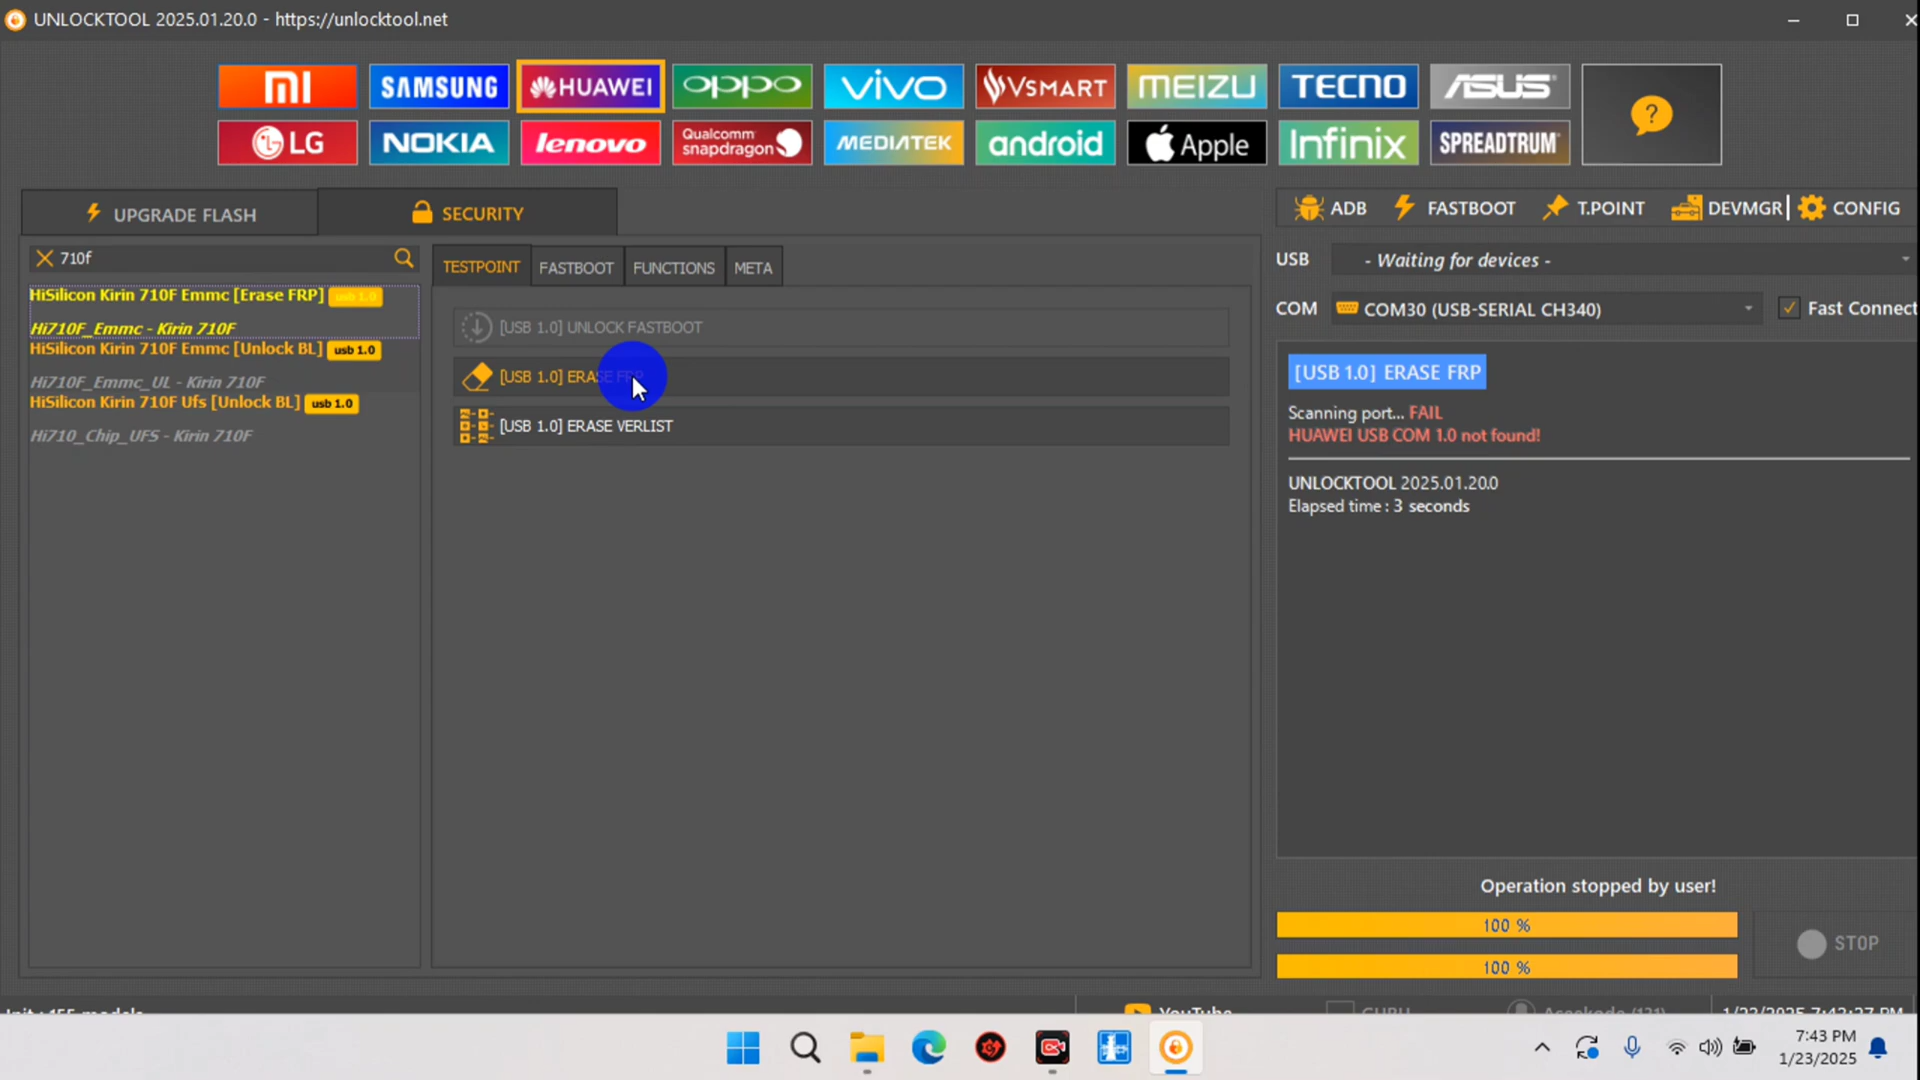 UNLOCKTOOL 2025.01.20.0 - https://unlocktool.net
SAMSUNG
HUAWEI
oppo
vivo
VSMART
MEIZU
TECNO
ASUS
?
LG
NOKIA
lenovo
Qualcomm
snapdragon
MEDIATEK
android
Apple
Infinix
SPREADTRUM
UPGRADE FLASH
SECURITY
ADB
FASTBOOT
T.POINT
DEVMGR
CONFIG
710f
TESTPOINT
FASTBOOT
FUNCTIONS
META
USB
- Waiting for devices -
COM
COM30 (USB-SERIAL CH340)
Fast Connect
HiSilicon Kirin 710F Emmc [Erase FRP] usb 1.0
Hi710F_Emmc - Kirin 710F
HiSilicon Kirin 710F Emmc [Unlock BL] usb 1.0
Hi710F_Emmc_UL - Kirin 710F
HiSilicon Kirin 710F Ufs [Unlock BL] usb 1.0
Hi710_Chip_UFS - Kirin 710F
[USB 1.0] UNLOCK FASTBOOT
[USB 1.0] ERASE FRP
[USB 1.0] ERASE VERLIST
[USB 1.0] ERASE FRP
Scanning port... FAIL
HUAWEI USB COM 1.0 not found!
UNLOCKTOOL 2025.01.20.0
Elapsed time : 3 seconds
Operation stopped by user!
100 %
100 %
STOP
YouTube
7:43 PM
1/23/2025